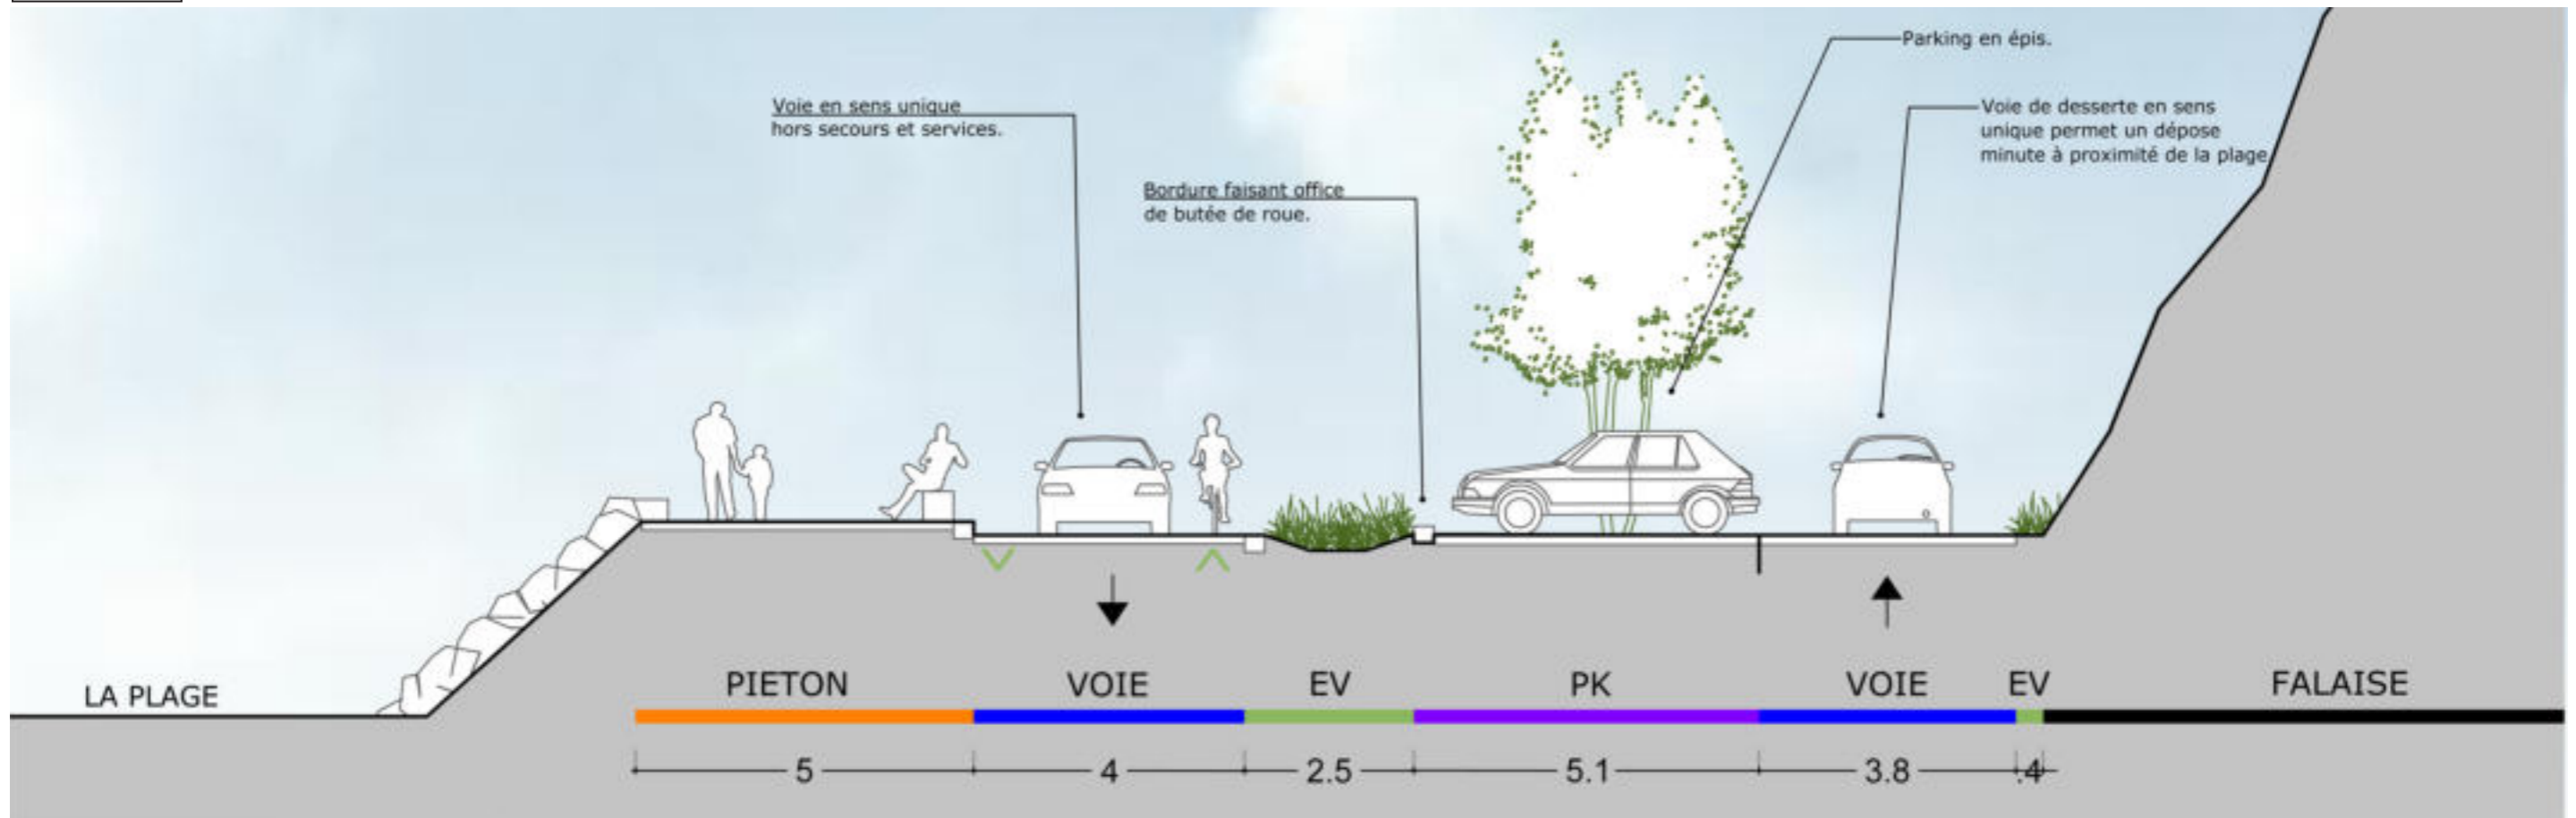 Parking en épis.
Voie en sens unique
hors secours et services.
Voie de desserte en sens
unique permet un dépose
minute à proximité de la plage
Bordure faisant office
de butée de roue.
LA PLAGE
PIETON
VOIE
EV
PK
VOIE
EV
FALAISE
5
4
2.5
5.1
3.8
.4